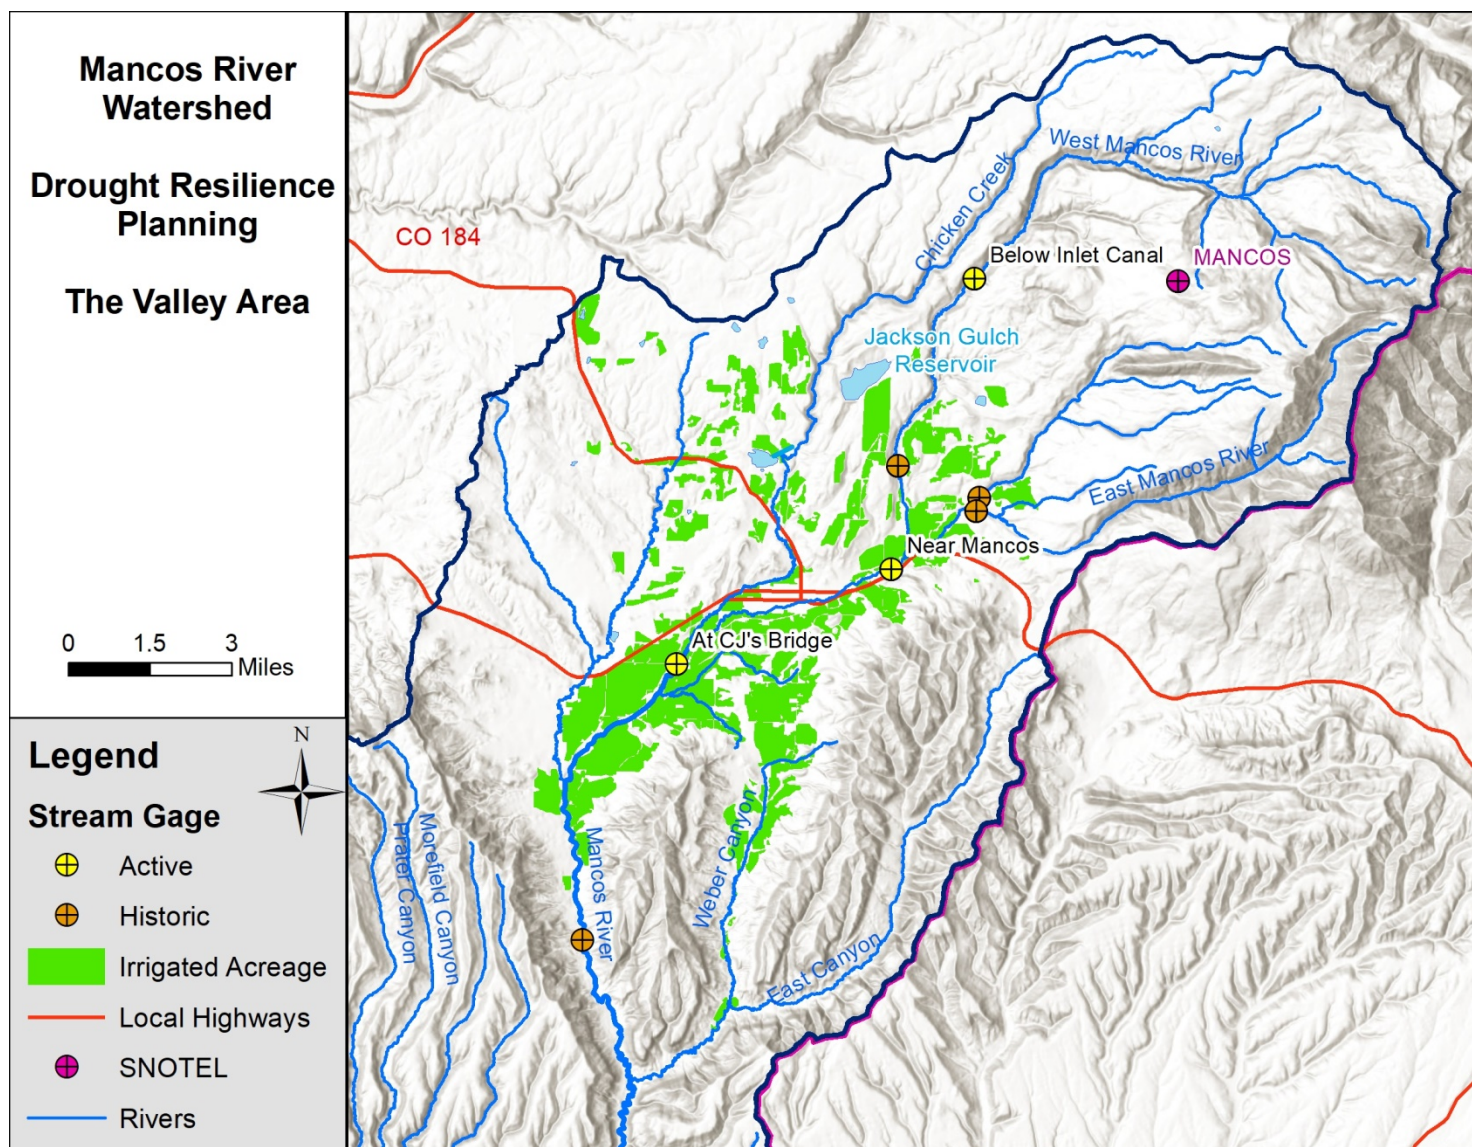 Mancos River
Watershed
Drought Resilience
Planning
The Valley Area
0 1.5 3
Miles
Legend
N
Stream Gage
Active
Historic
Irrigated Acreage
Local Highways
SNOTEL
Rivers
CO 184
Chicken Creek
West Mancos River
Below Inlet Canal
MANCOS
Jackson Gulch
Reservoir
East Mancos River
Near Mancos
At CJ's Bridge
Mancos River
Weber Canyon
East Canyon
Morefield Canyon
Prater Canyon